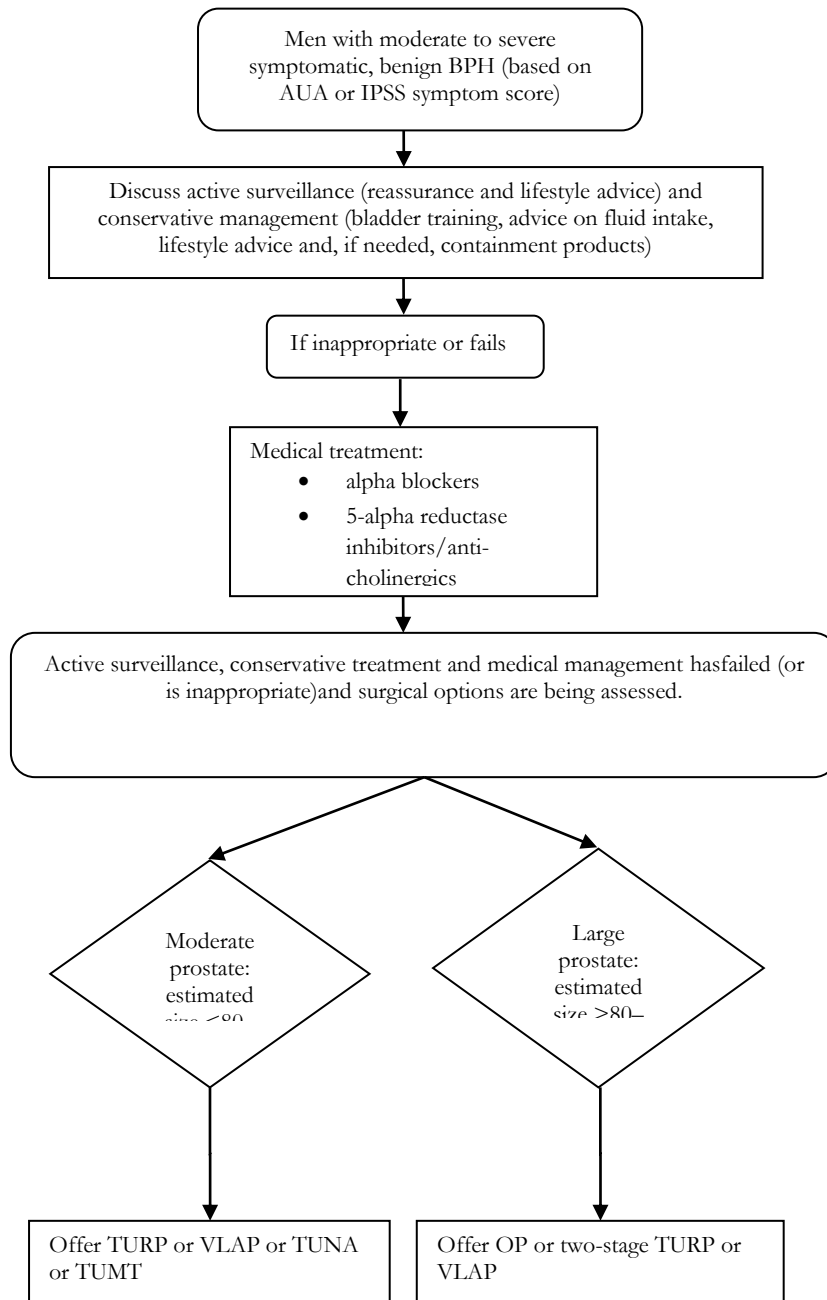 Men with moderate to severe
symptomatic, benign BPH (based on
AUA or IPSS symptom score)
Discuss active surveillance (reassurance and lifestyle advice) and
conservative management (bladder training, advice on fluid intake,
lifestyle advice and, if needed, containment products)
If inappropriate or fails
Medical treatment:
• alpha blockers
• 5-alpha reductase
inhibitors/anti-
cholinergics
Active surveillance, conservative treatment and medical management hasfailed (or
is inappropriate)and surgical options are being assessed.
Moderate
prostate:
estimated
size
Large
prostate:
estimated
size >80–
Offer TURP or VLAP or TUNA
or TUMT
Offer OP or two-stage TURP or
VLAP